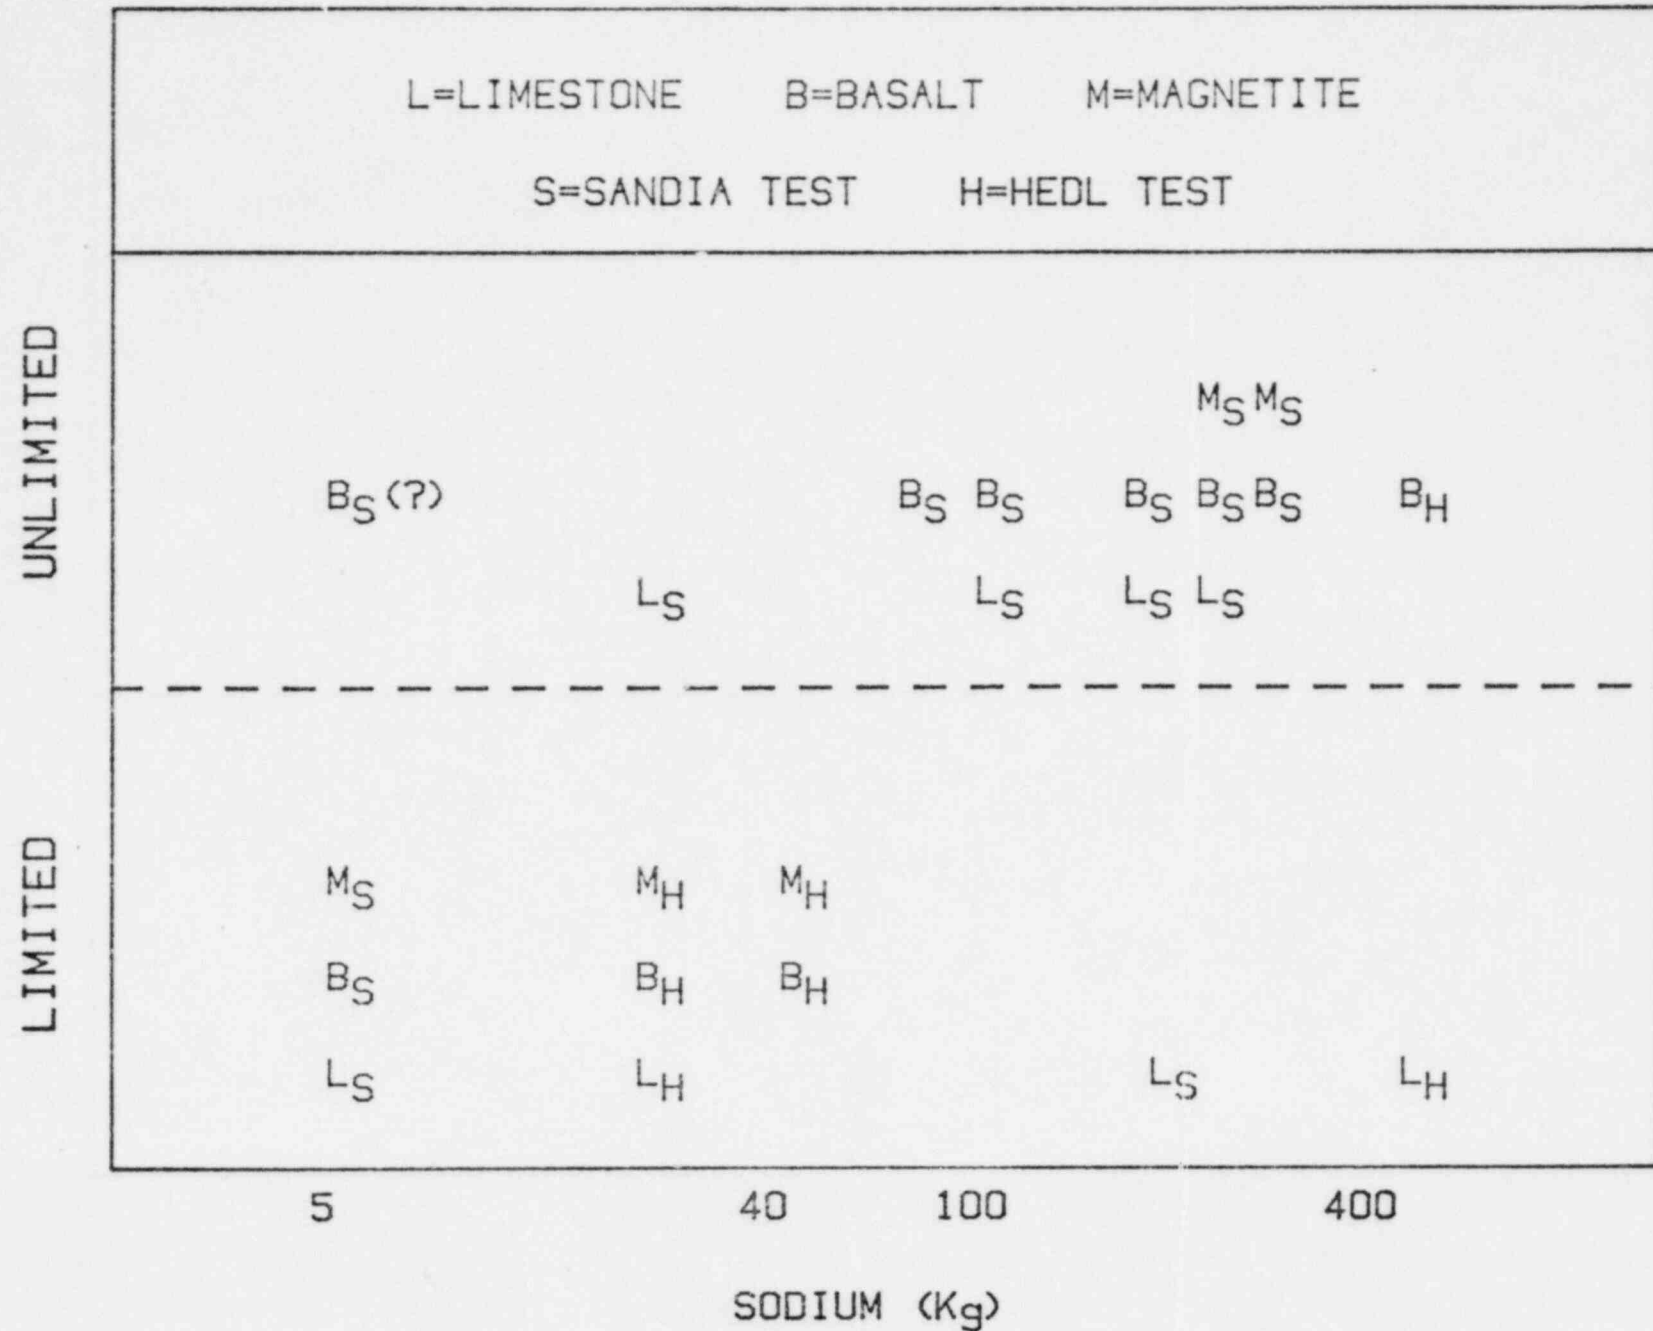 L=LIMESTONE B=BASALT M=MAGNETITE
S=SANDIA TEST H=HEDL TEST
UNLIMITED
MS MS
BS(?) BS BS BS BS BS BH
LS LS LS LS
LIMITED
MS MH MH
BS BH BH
LS LH LS LH
5 40 100 400
SODIUM (Kg)